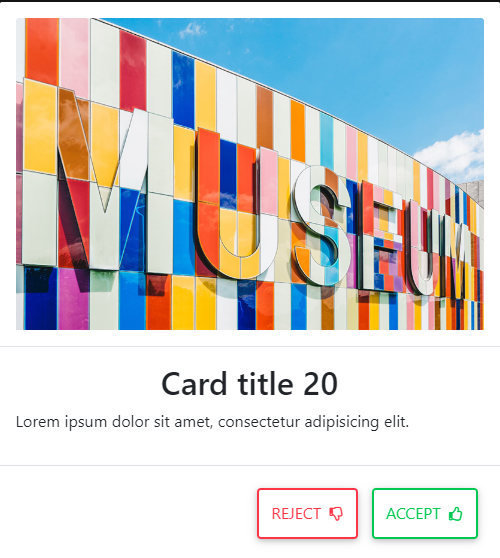 MUSEUM
Card title 20
Lorem ipsum dolor sit amet, consectetur adipisicing elit.
REJECT
ACCEPT